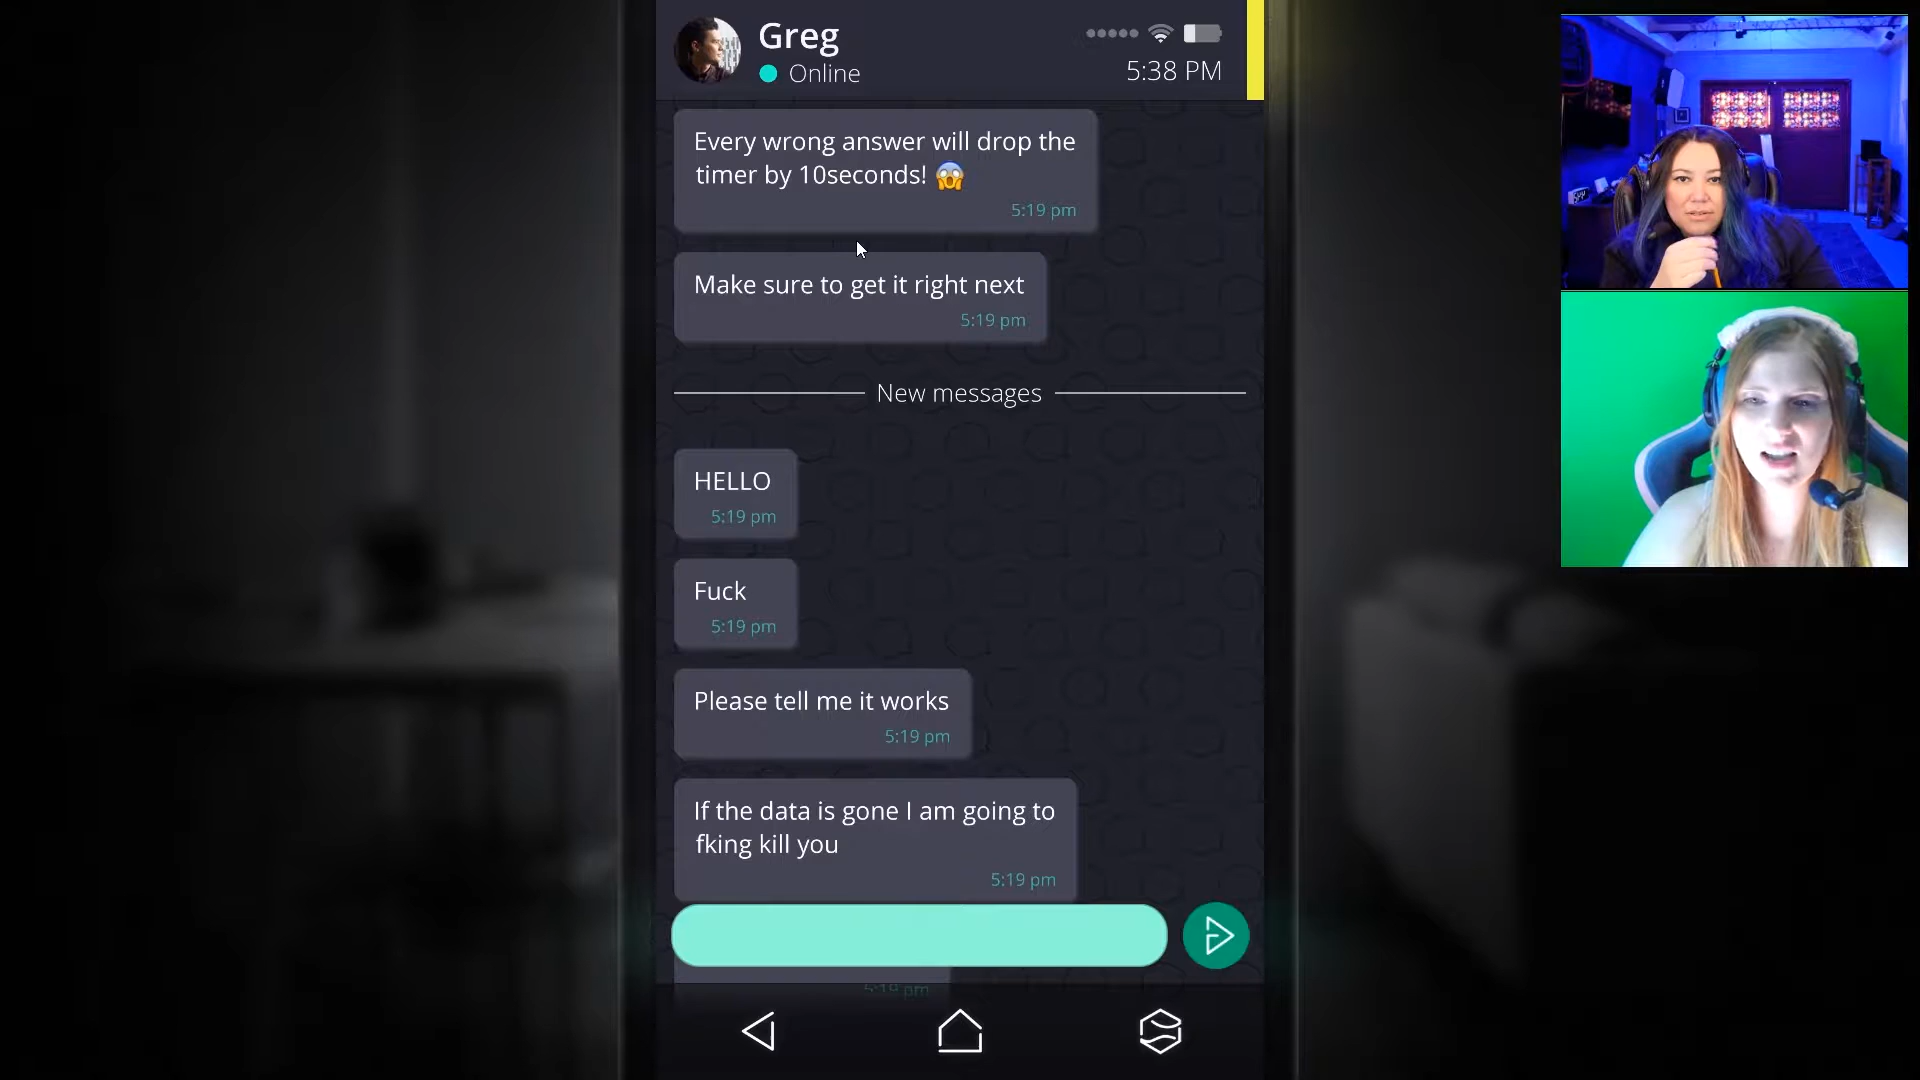 Greg
Online
5:38 PM
Every wrong answer will drop the
timer by 10seconds! 😱
5:19 pm
Make sure to get it right next
5:19 pm
New messages
HELLO
5:19 pm
Fuck
5:19 pm
Please tell me it works
5:19 pm
If the data is gone I am going to
fking kill you
5:19 pm
5:19 pm